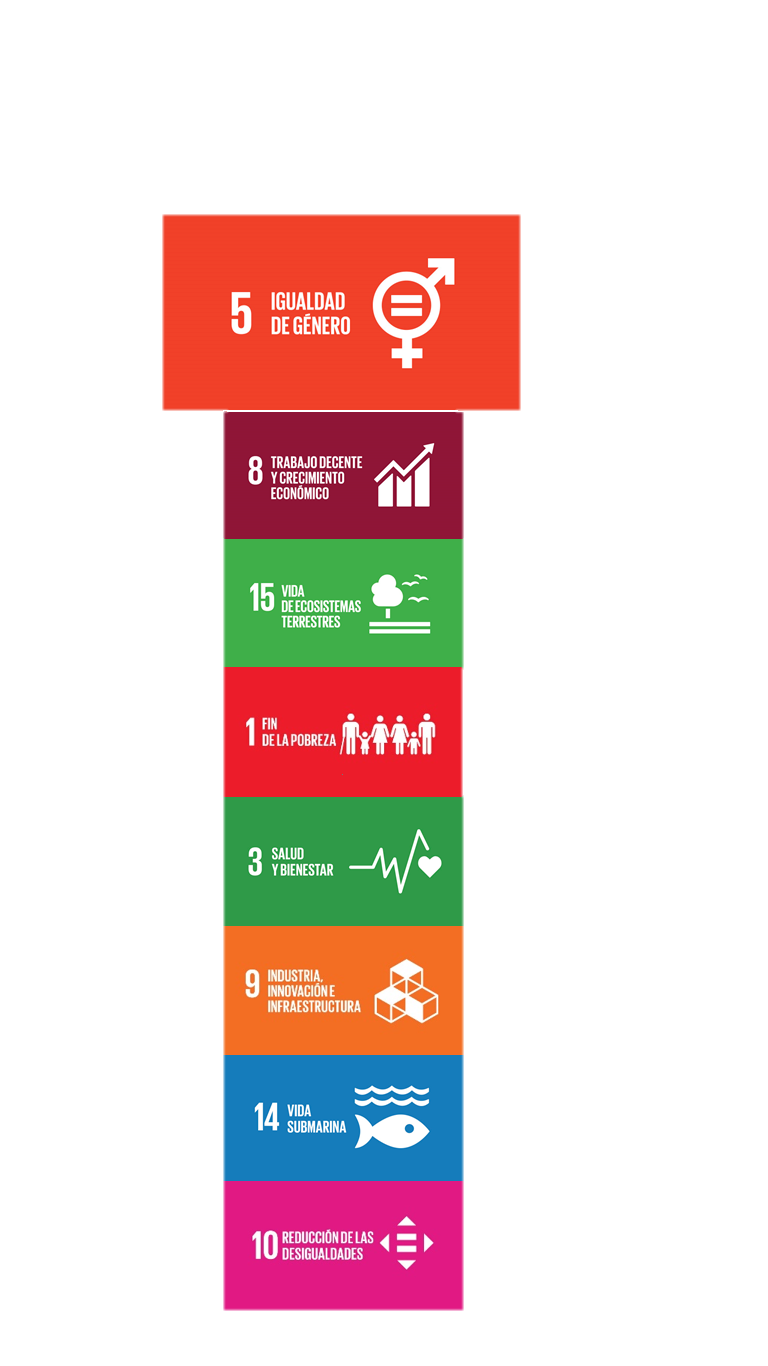 5 IGUALDAD
DE GÉNERO
8 TRABAJO DECENTE
Y CRECIMIENTO
ECONÓMICO
15 VIDA
DE ECOSISTEMAS
TERRESTRES
1 FIN
DE LA POBREZA
3 SALUD
Y BIENESTAR
9 INDUSTRIA,
INNOVACIÓN E
INFRAESTRUCTURA
14 VIDA
SUBMARINA
10 REDUCCIÓN DE LAS
DESIGUALDADES